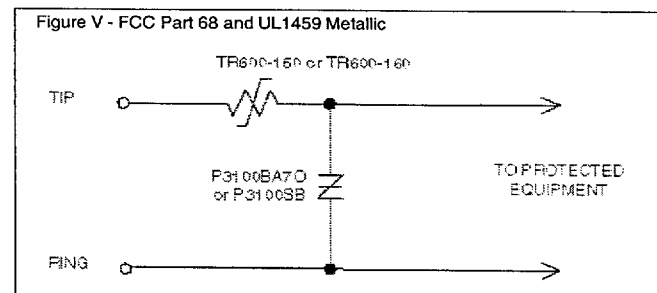 Figure V - FCC Part 68 and UL1459 Metallic
TR600-150 or TR600-160
TIP
P3100BA70
or P3100SB
TO PROTECTED
EQUIPMENT
RING